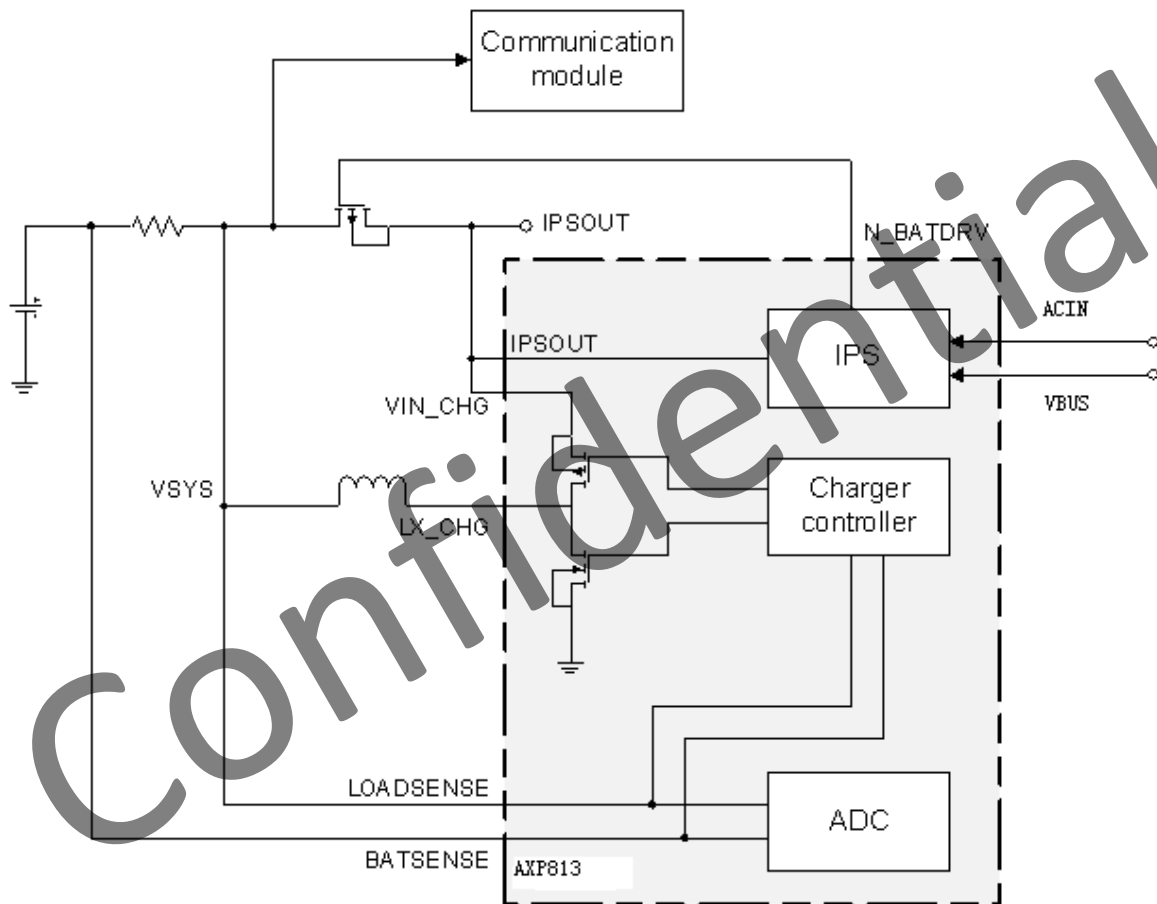 Communication
module
IPSOUT
N_BATDRV
ACIN
IPSOUT
IPS
VIN_CHG
VBUS
VSYS
Charger
controller
LX_CHG
LOADSENSE
ADC
BATSENSE
AXP813
Confidential